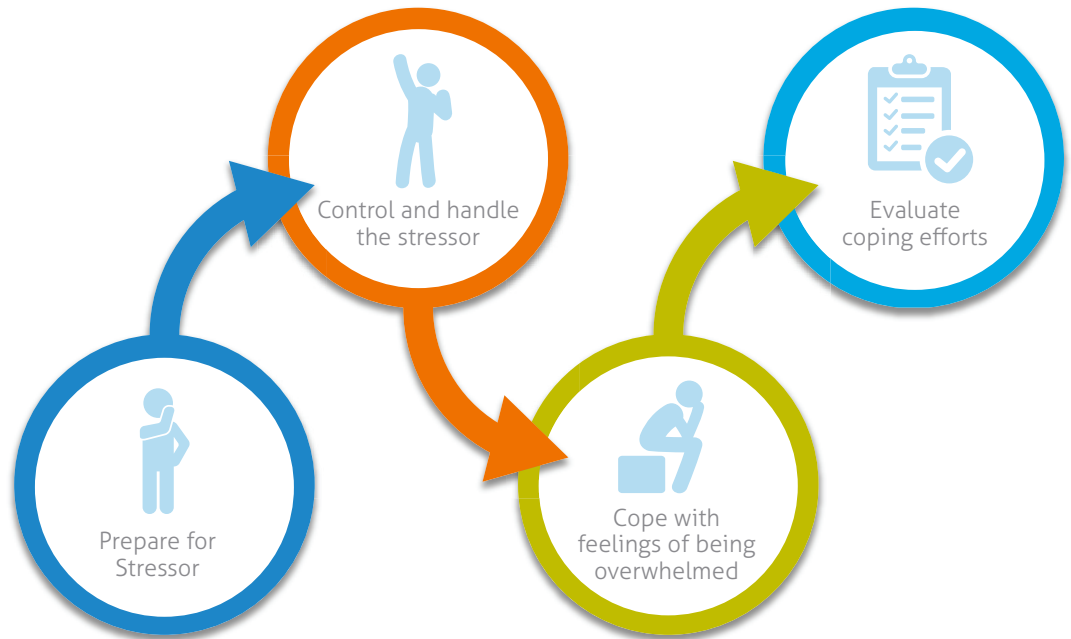 Prepare for
Stressor
Control and handle
the stressor
Cope with
feelings of being
overwhelmed
Evaluate
coping efforts